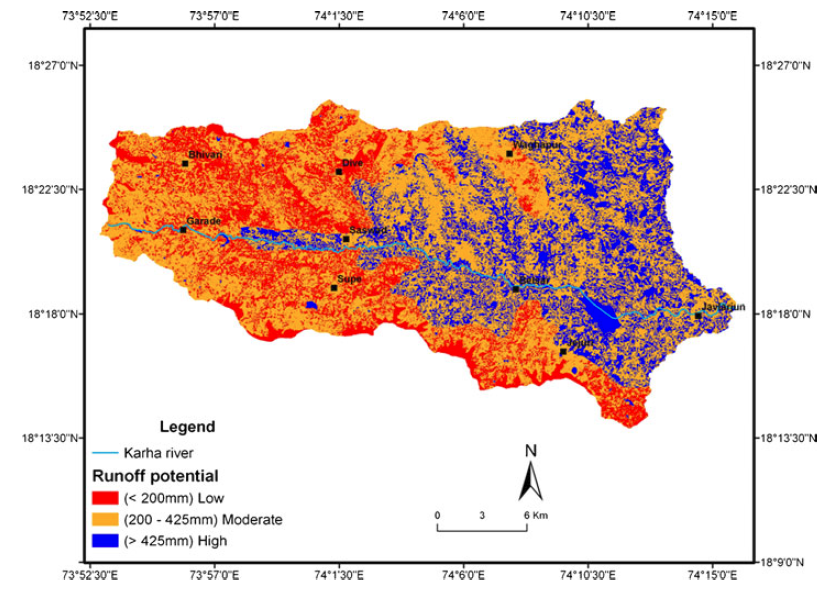 73°52'30"E 73°57'0"E 74°1'30"E 74°6'0"E 74°10'30"E 74°15'0"E
18°27'0"N 18°27'0"N
Waghapur
Bhivari
Dive
18°22'30"N 18°22'30"N
Garade
Saswad
Supe
Belsar
18°18'0"N Javlarjun 18°18'0"N
Jejuri
18°13'30"N 18°13'30"N
Legend
Karha river
Runoff potential
(< 200mm) Low
(200 - 425mm) Moderate
(> 425mm) High
N
0 3 6 Km
18°9'0"N
73°52'30"E 73°57'0"E 74°1'30"E 74°6'0"E 74°10'30"E 74°15'0"E